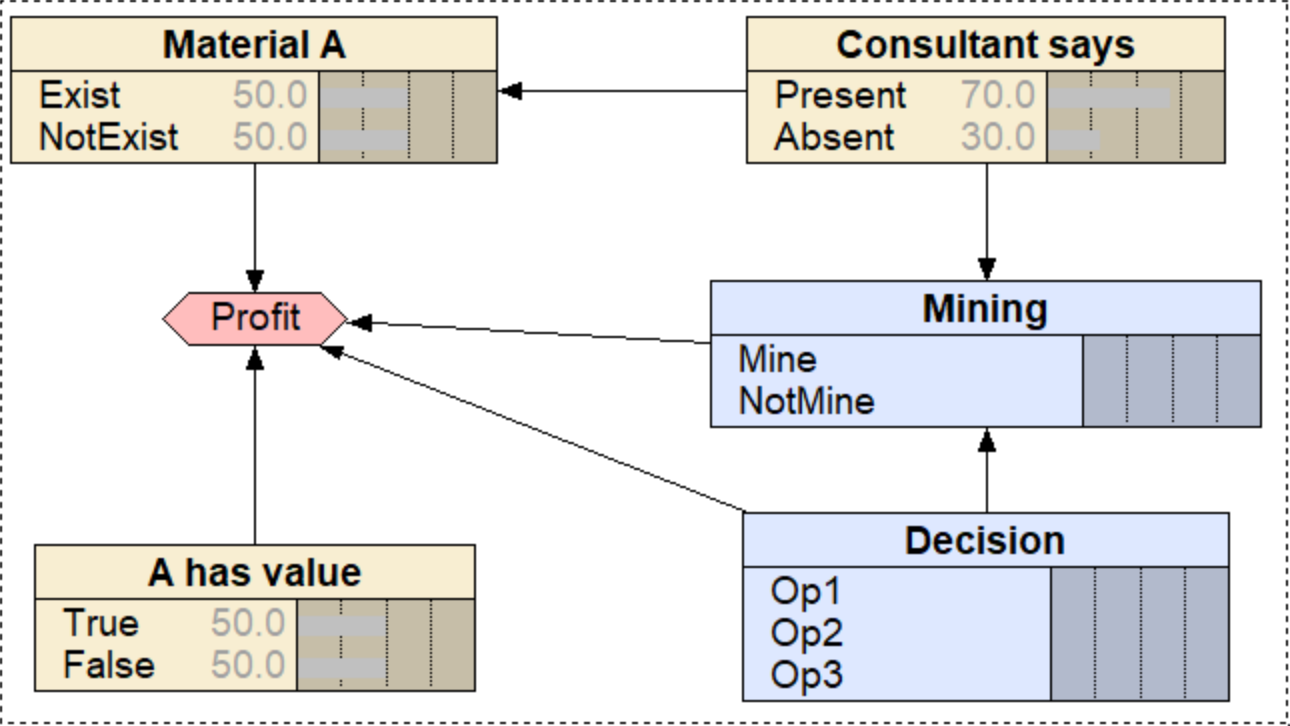 Material A
Exist 50.0
NotExist 50.0
Consultant says
Present 70.0
Absent 30.0
Profit
Mining
Mine
NotMine
A has value
True 50.0
False 50.0
Decision
Op1
Op2
Op3